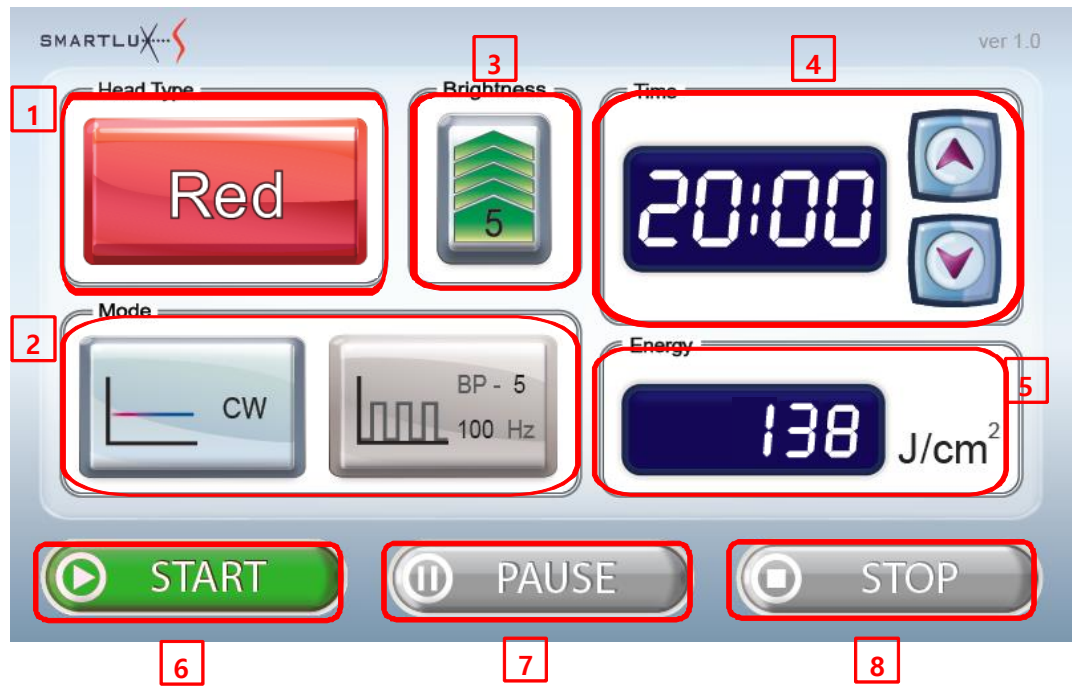 SMARTLUX S
ver 1.0
1
Head Type
Red
3
Brightness
5
4
Time
20:00
2
Mode
CW
BP - 5
100 Hz
5
Energy
138
J/cm²
START
PAUSE
STOP
6
7
8